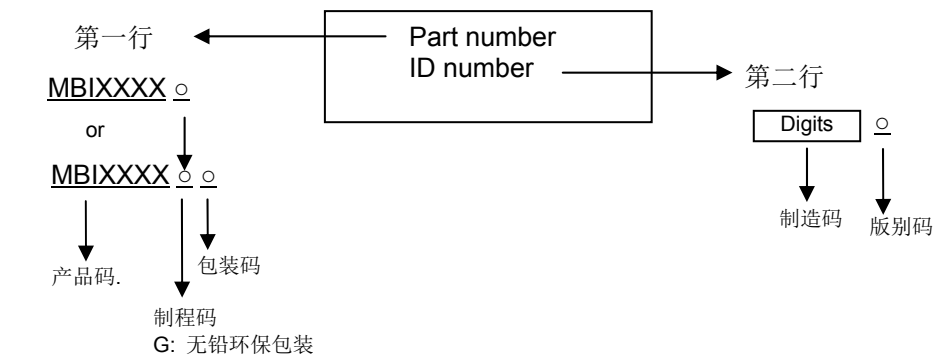 第一行
Part number
ID number
第二行
MBIXXXX ○
or
MBIXXXX ○ ○
Digits ○
产品码.
包装码
制造码
版别码
制程码
G: 无铅环保包装